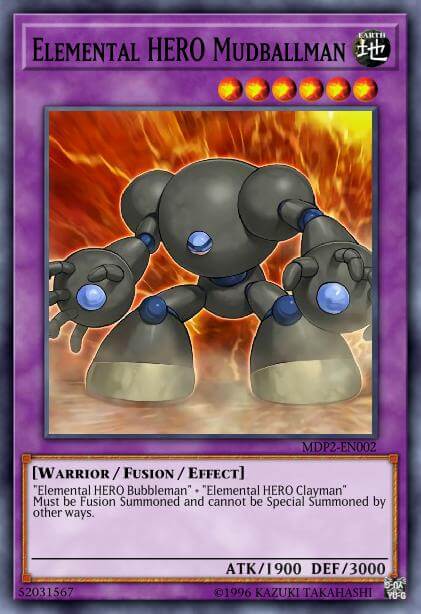 Elemental HERO Mudballman
EARTH
地
MDP2-EN002
[Warrior / Fusion / Effect]
"Elemental HERO Bubbleman" + "Elemental HERO Clayman"
Must be Fusion Summoned and cannot be Special Summoned by
other ways.
ATK/1900 DEF/3000
52031567
©1996 KAZUKI TAKAHASHI